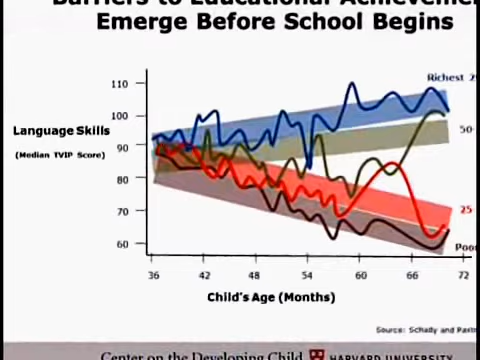 Barriers to Educational Achievement
Emerge Before School Begins
Richest 2
110
100
Language Skills
50
90
(Median TVIP Score)
80
70
25
60
Poor
36 42 48 54 60 66 72
Child's Age (Months)
Source: Schady and
Center on the Developing Child HARVARD UNIVERSITY